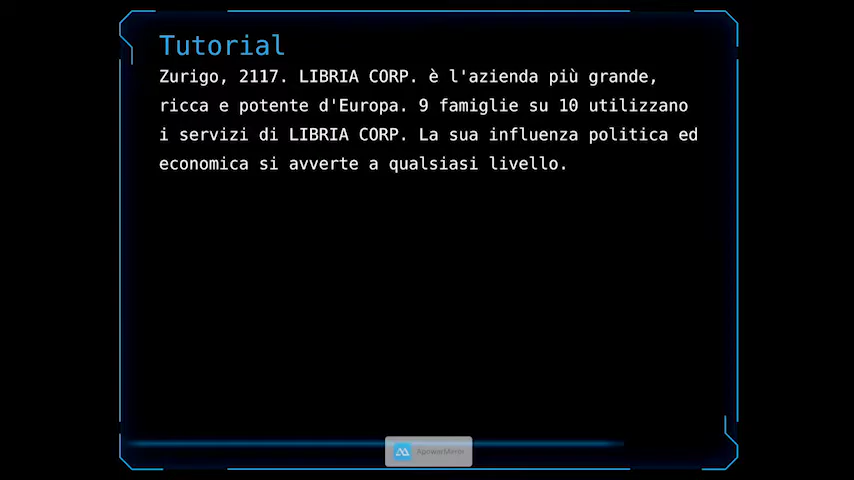 Tutorial
Zurigo, 2117. LIBRIA CORP. è l'azienda più grande,
ricca e potente d'Europa. 9 famiglie su 10 utilizzano
i servizi di LIBRIA CORP. La sua influenza politica ed
economica si avverte a qualsiasi livello.
ApowerMirror